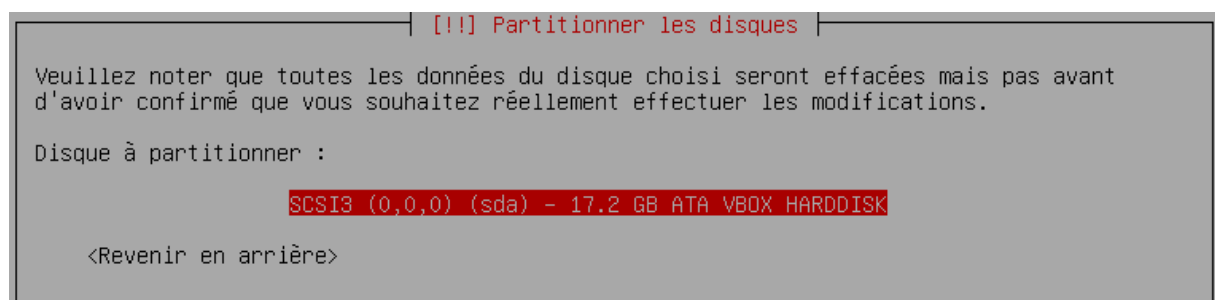 [!!] Partitionner les disques
Veuillez noter que toutes les données du disque choisi seront effacées mais pas avant
d'avoir confirmé que vous souhaitez réellement effectuer les modifications.
Disque à partitionner :
SCSI3 (0,0,0) (sda) - 17.2 GB ATA VBOX HARDDISK
<Revenir en arrière>